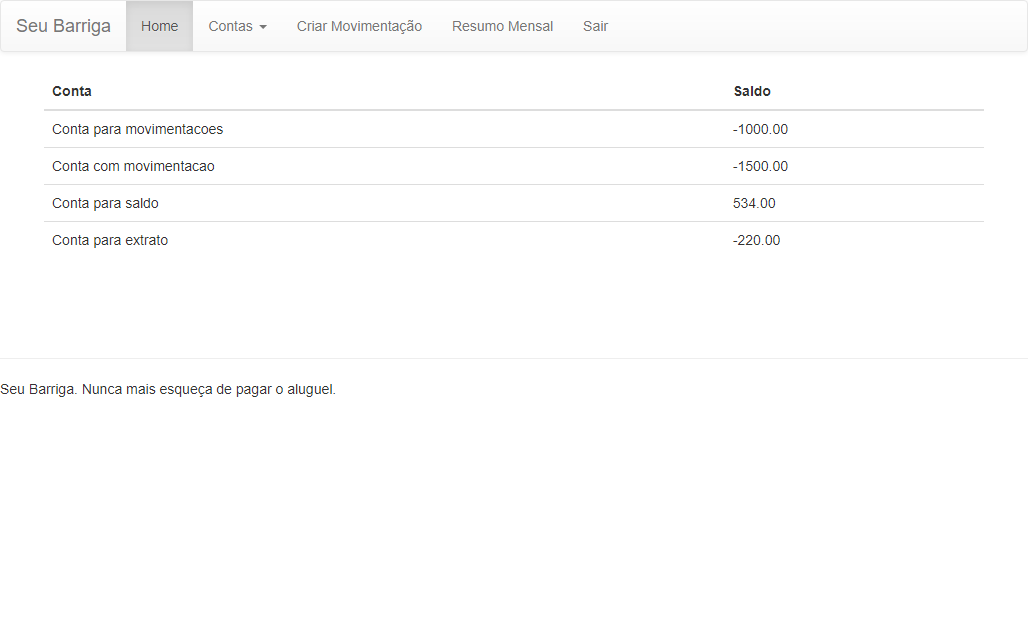 Seu Barriga Home Contas Criar Movimentação Resumo Mensal Sair
Conta Saldo
Conta para movimentacoes -1000.00
Conta com movimentacao -1500.00
Conta para saldo 534.00
Conta para extrato -220.00
Seu Barriga. Nunca mais esqueça de pagar o aluguel.